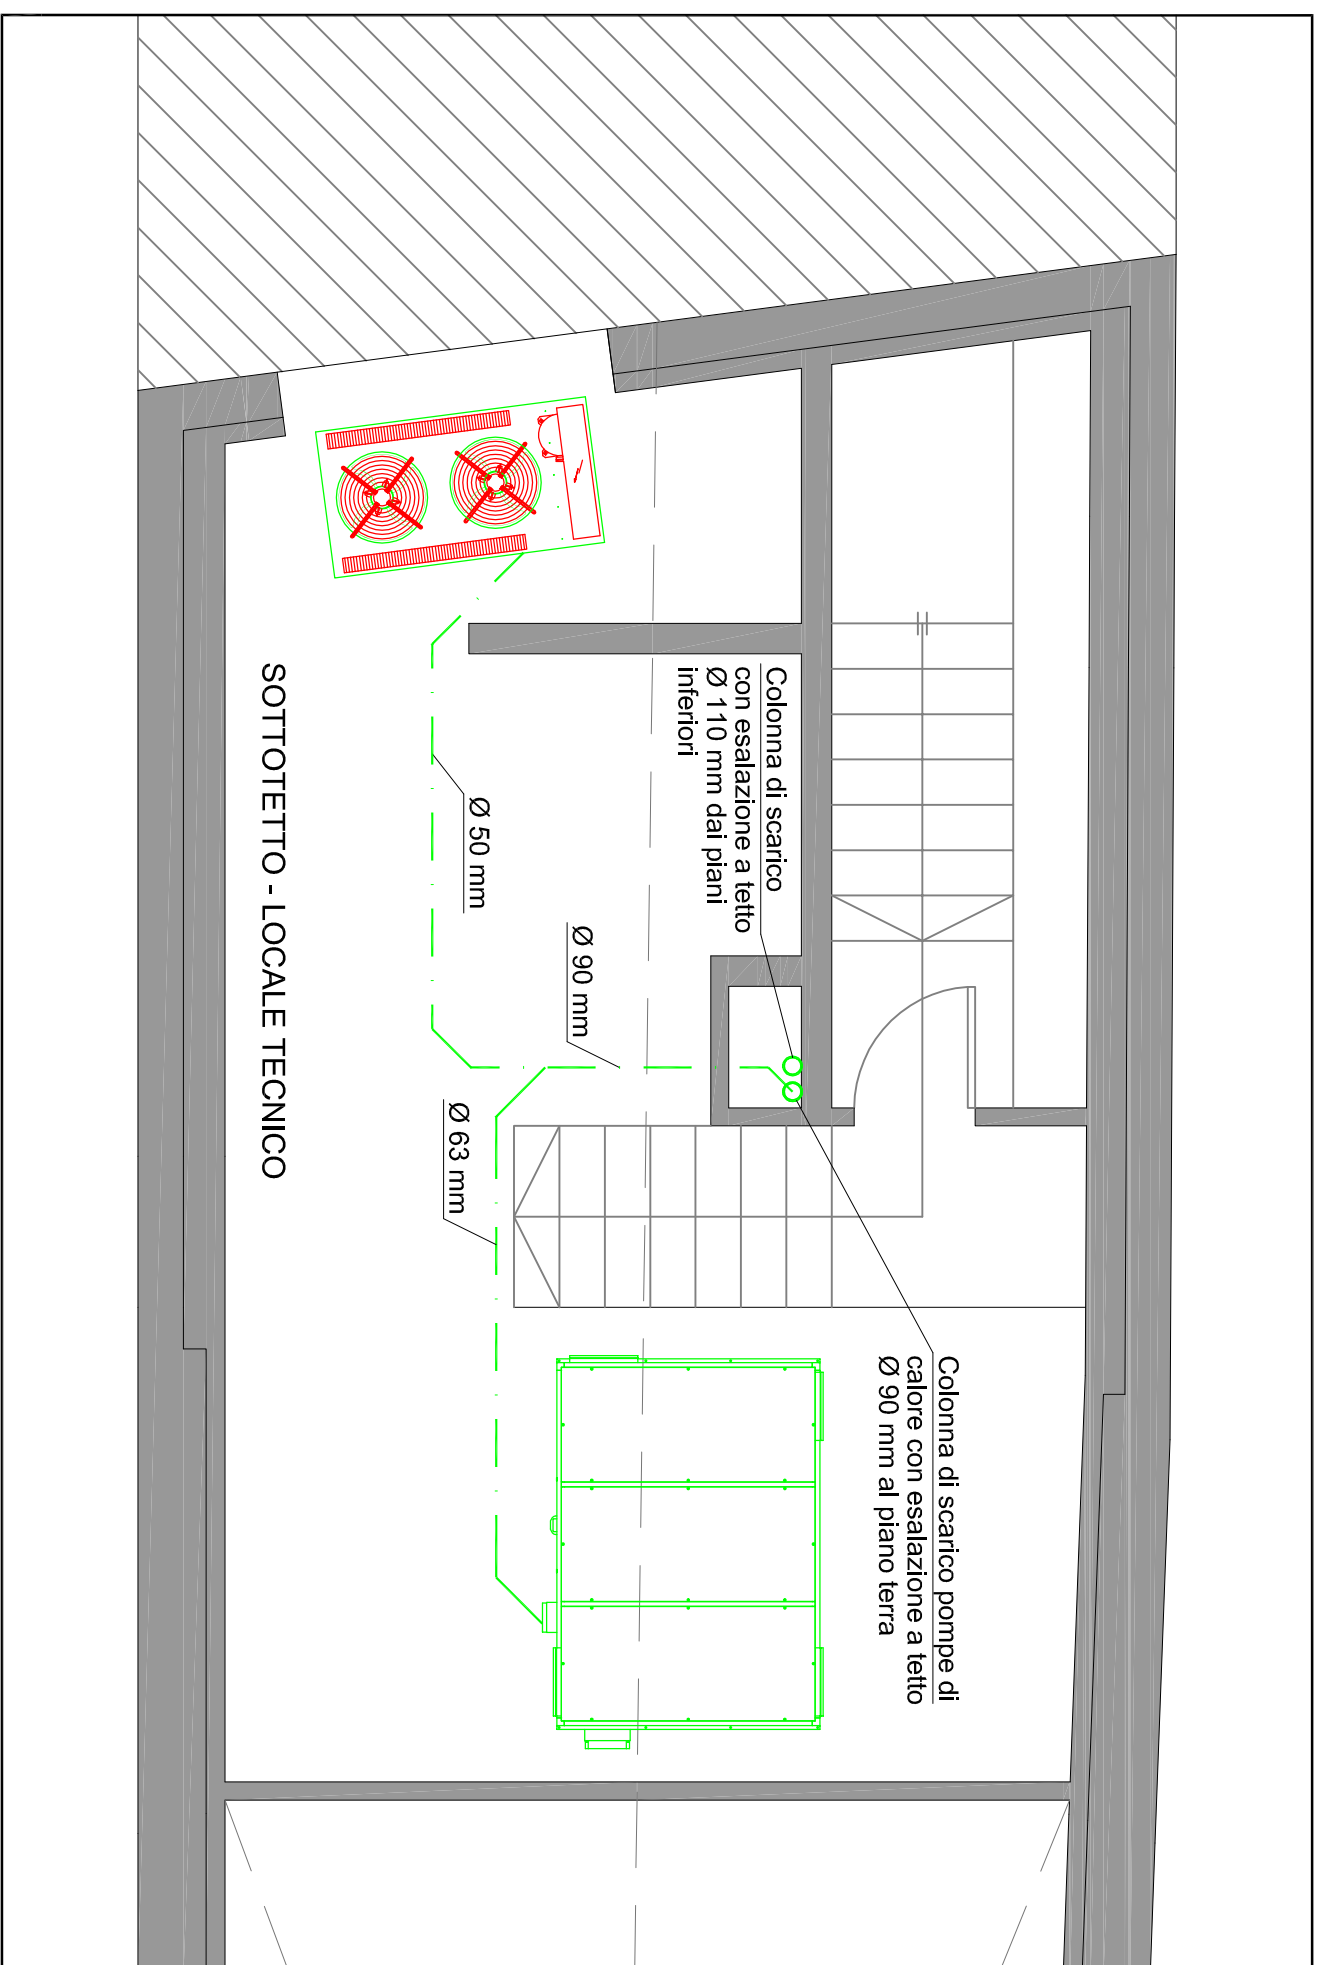 Colonna di scarico
con esalazione a tetto
Ø 110 mm dai piani
inferiori
Colonna di scarico pompe di
calore con esalazione a tetto
Ø 90 mm al piano terra
Ø 90 mm
Ø 50 mm
Ø 63 mm
SOTTOTETTO - LOCALE TECNICO